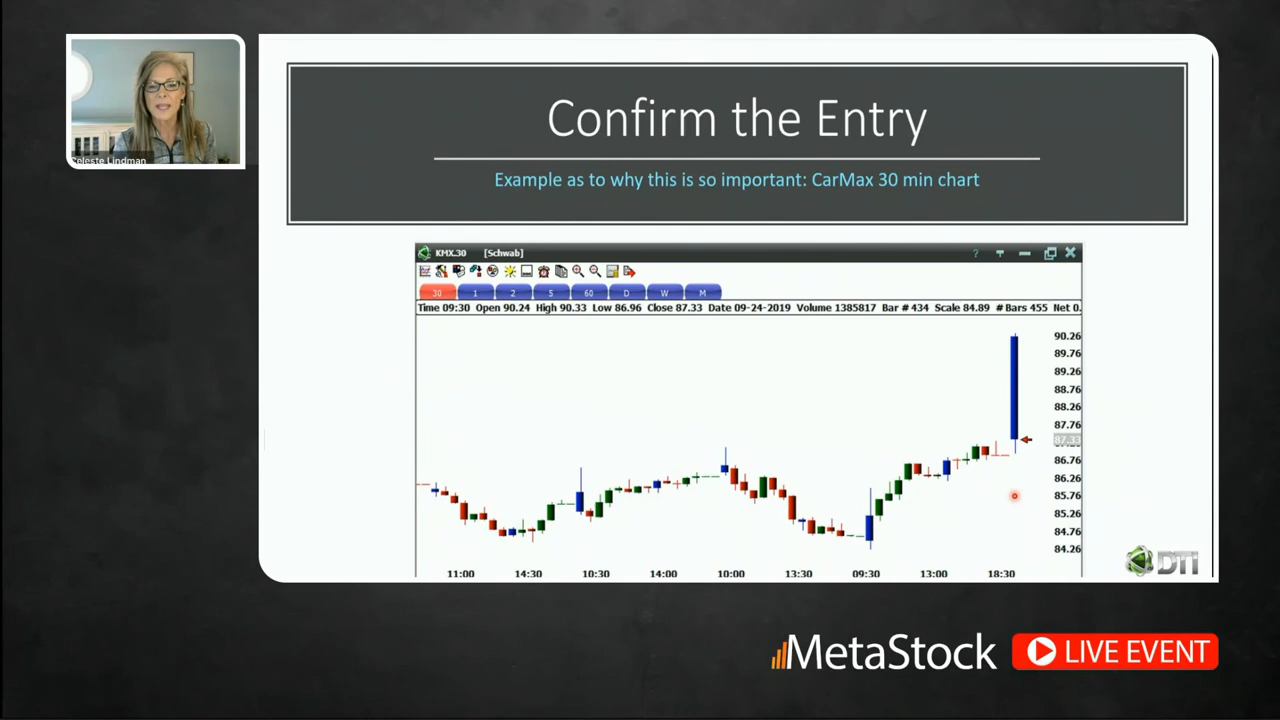 Celeste Lindman
Confirm the Entry
Example as to why this is so important: CarMax 30 min chart
KMX.30 [Schwab]
30 1 2 5 60 D W M
Time 09:30 Open 90.24 High 90.33 Low 86.96 Close 87.33 Date 09-24-2019 Volume 1385817 Bar # 434 Scale 84.89 # Bars 455 Net 0.
90.26
89.76
89.26
88.76
88.26
87.76
87.33
86.76
86.26
85.76
85.26
84.76
84.26
11:00 14:30 10:30 14:00 10:00 13:30 09:30 13:00 18:30
DTI
MetaStock
LIVE EVENT